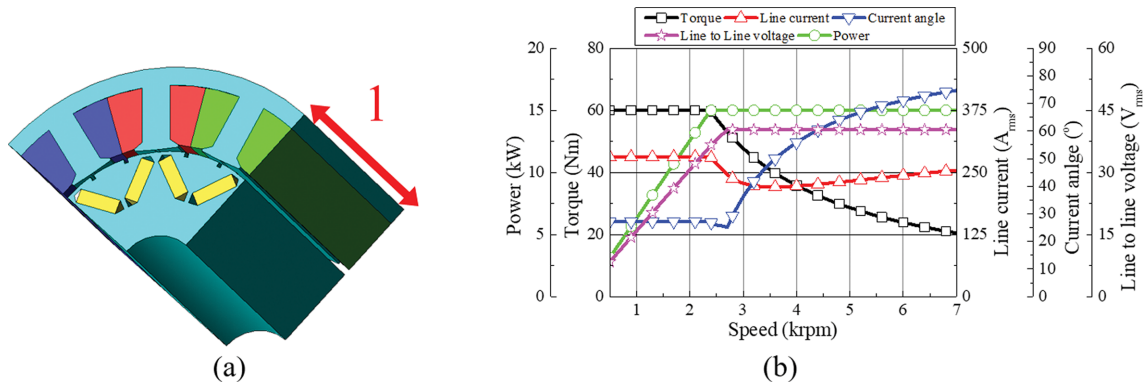 1
(a)
Torque Line current Current angle
Line to Line voltage Power
20 80 500 90 60
80
15 60 375 70 45
60
10 40 250 50 30
40
5 20 125 30 15
20
10
0 0 0 0 0
1 2 3 4 5 6 7
Power (kW)
Torque (Nm)
Line current (Arms)
Current anlge (°)
Line to line voltage (Vrms)
Speed (krpm)
(b)